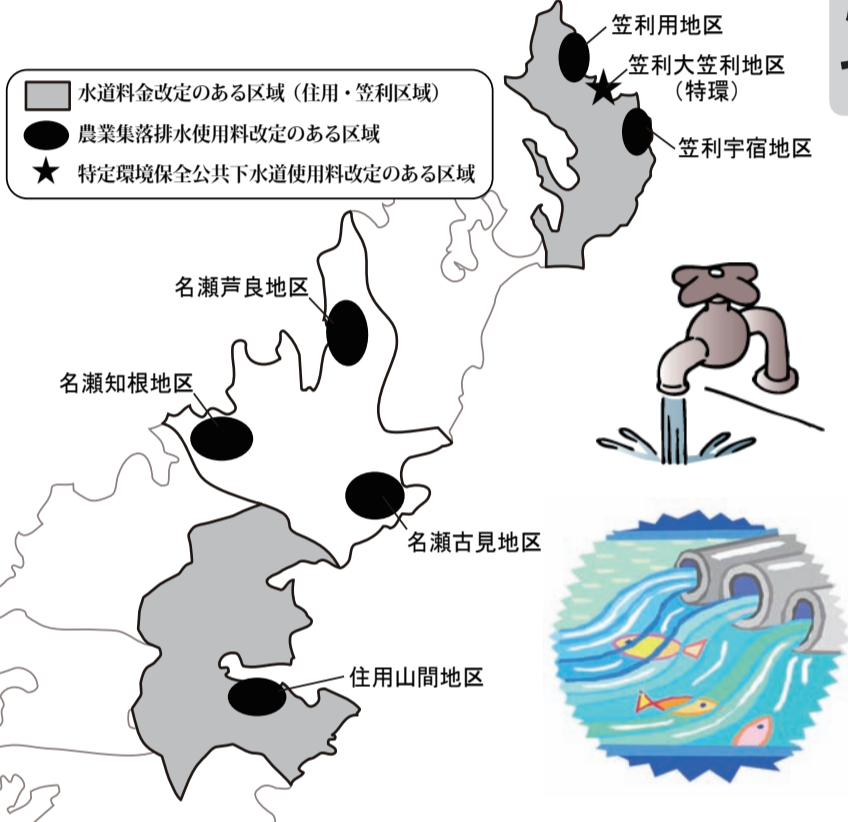 水道料金改定のある区域（住用・笠利区域）
農業集落排水使用料改定のある区域
特定環境保全公共下水道使用料改定のある区域
笠利用地区
笠利大笠利地区
（特環）
笠利宇宿地区
名瀬芦良地区
名瀬知根地区
名瀬古見地区
住用山間地区